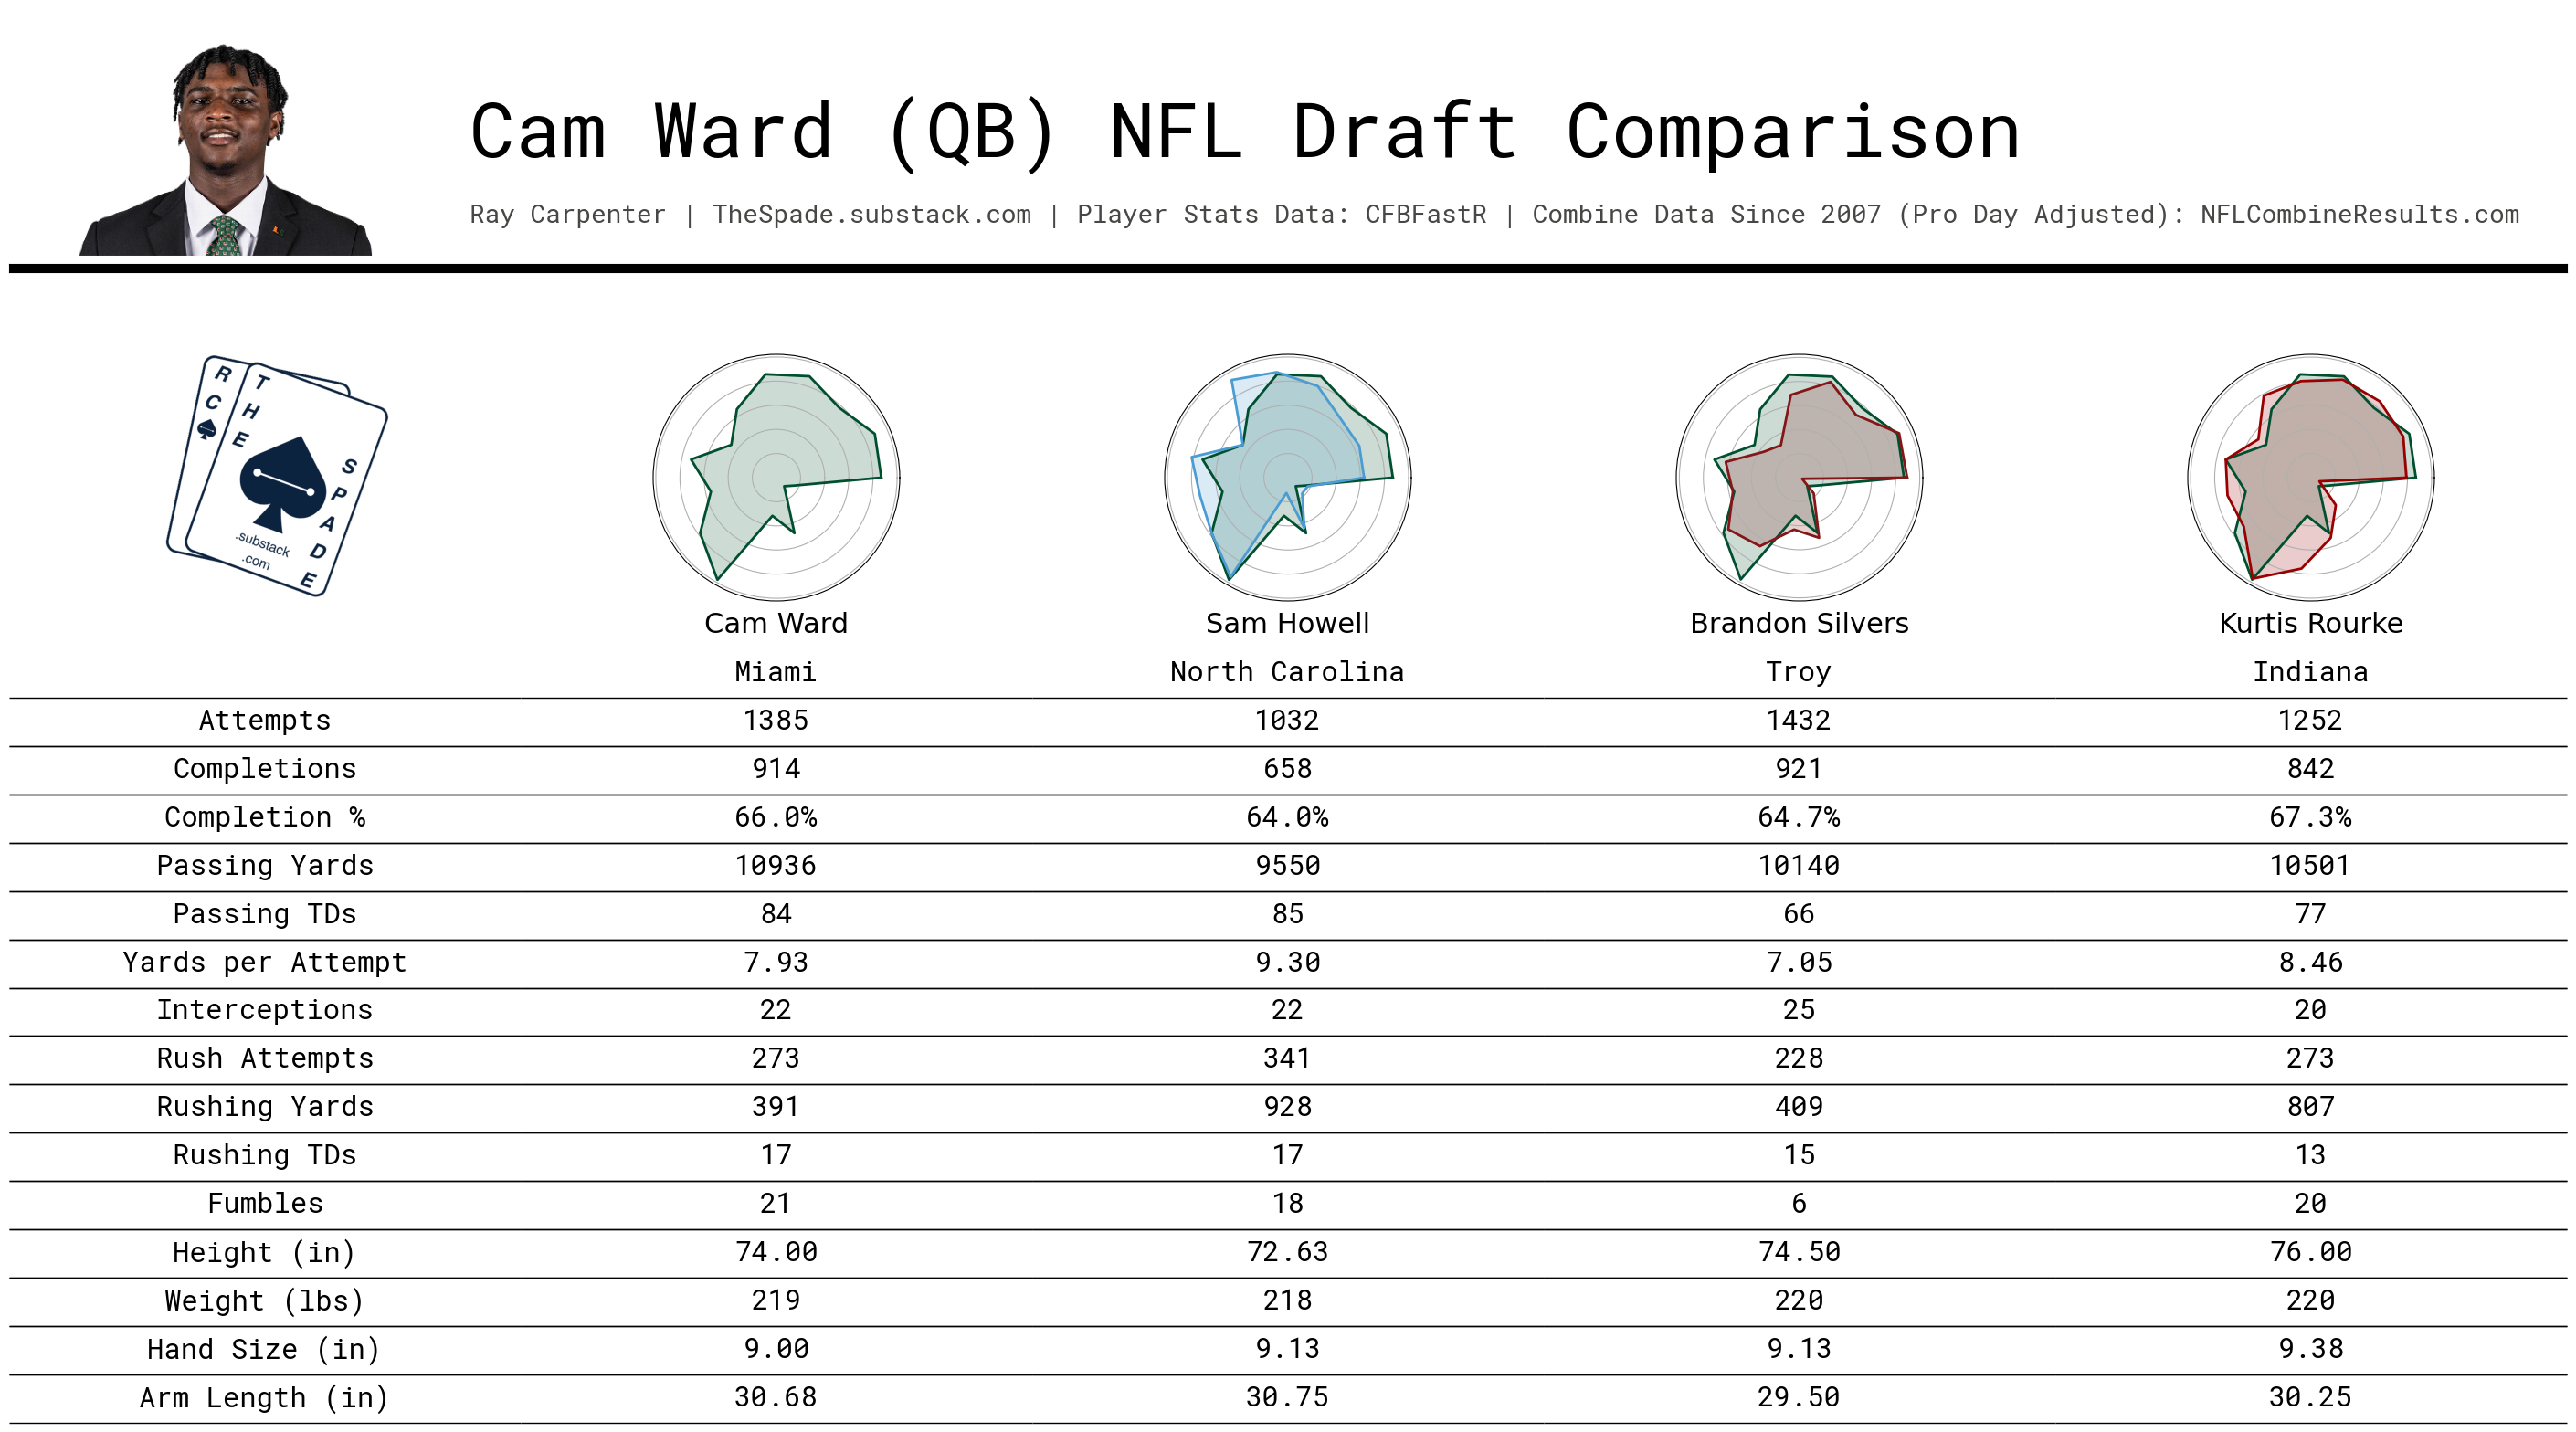 Cam Ward (QB) NFL Draft Comparison
Ray Carpenter | TheSpade.substack.com | Player Stats Data: CFBFastR | Combine Data Since 2007 (Pro Day Adjusted): NFLCombineResults.com
R C
THE
SPADE
.substack
.com
Cam Ward Sam Howell Brandon Silvers Kurtis Rourke
Miami North Carolina Troy Indiana
Attempts 1385 1032 1432 1252
Completions 914 658 921 842
Completion % 66.0% 64.0% 64.7% 67.3%
Passing Yards 10936 9550 10140 10501
Passing TDs 84 85 66 77
Yards per Attempt 7.93 9.30 7.05 8.46
Interceptions 22 22 25 20
Rush Attempts 273 341 228 273
Rushing Yards 391 928 409 807
Rushing TDs 17 17 15 13
Fumbles 21 18 6 20
Height (in) 74.00 72.63 74.50 76.00
Weight (lbs) 219 218 220 220
Hand Size (in) 9.00 9.13 9.13 9.38
Arm Length (in) 30.68 30.75 29.50 30.25